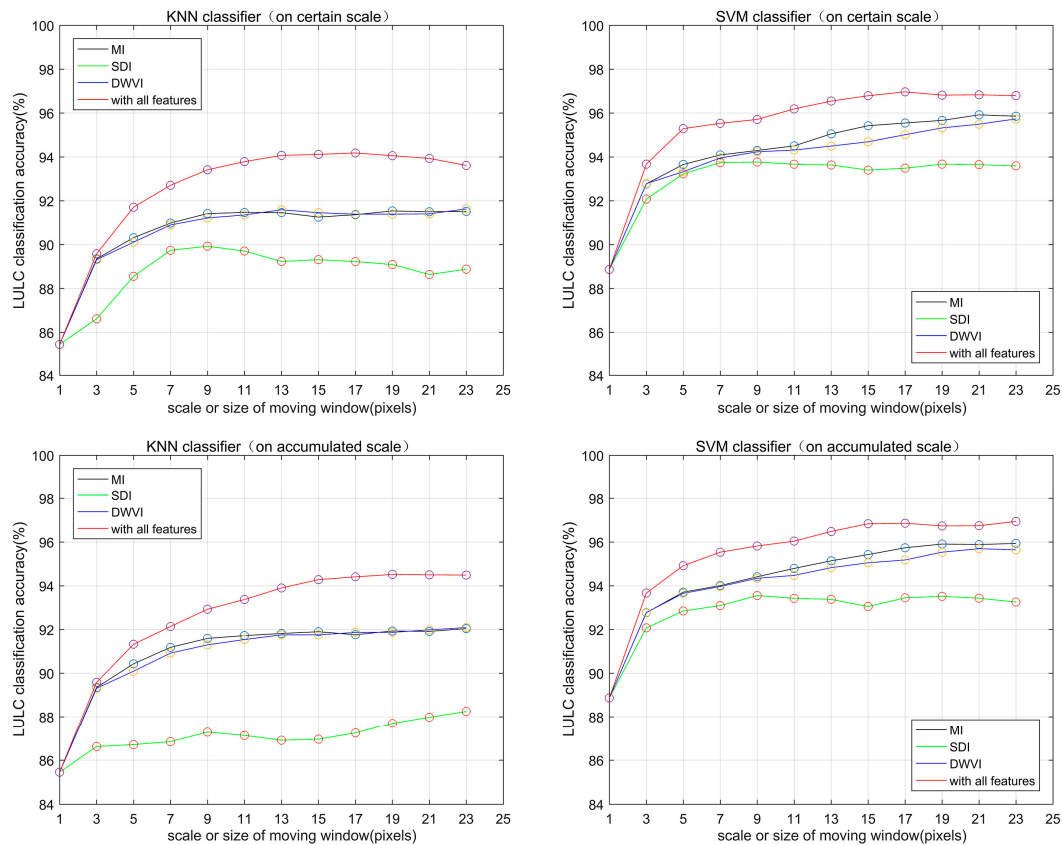 KNN classifier（on certain scale）
LULC classification accuracy(%)
100
98
96
94
92
90
88
86
84
MI
SDI
DWVI
with all features
1 3 5 7 9 11 13 15 17 19 21 23 25
scale or size of moving window(pixels)
SVM classifier（on certain scale）
LULC classification accuracy(%)
100
98
96
94
92
90
88
86
84
MI
SDI
DWVI
with all features
1 3 5 7 9 11 13 15 17 19 21 23 25
scale or size of moving window(pixels)
KNN classifier（on accumulated scale）
LULC classification accuracy(%)
100
98
96
94
92
90
88
86
84
MI
SDI
DWVI
with all features
1 3 5 7 9 11 13 15 17 19 21 23 25
scale or size of moving window(pixels)
SVM classifier（on accumulated scale）
LULC classification accuracy(%)
100
98
96
94
92
90
88
86
84
MI
SDI
DWVI
with all features
1 3 5 7 9 11 13 15 17 19 21 23 25
scale or size of moving window(pixels)